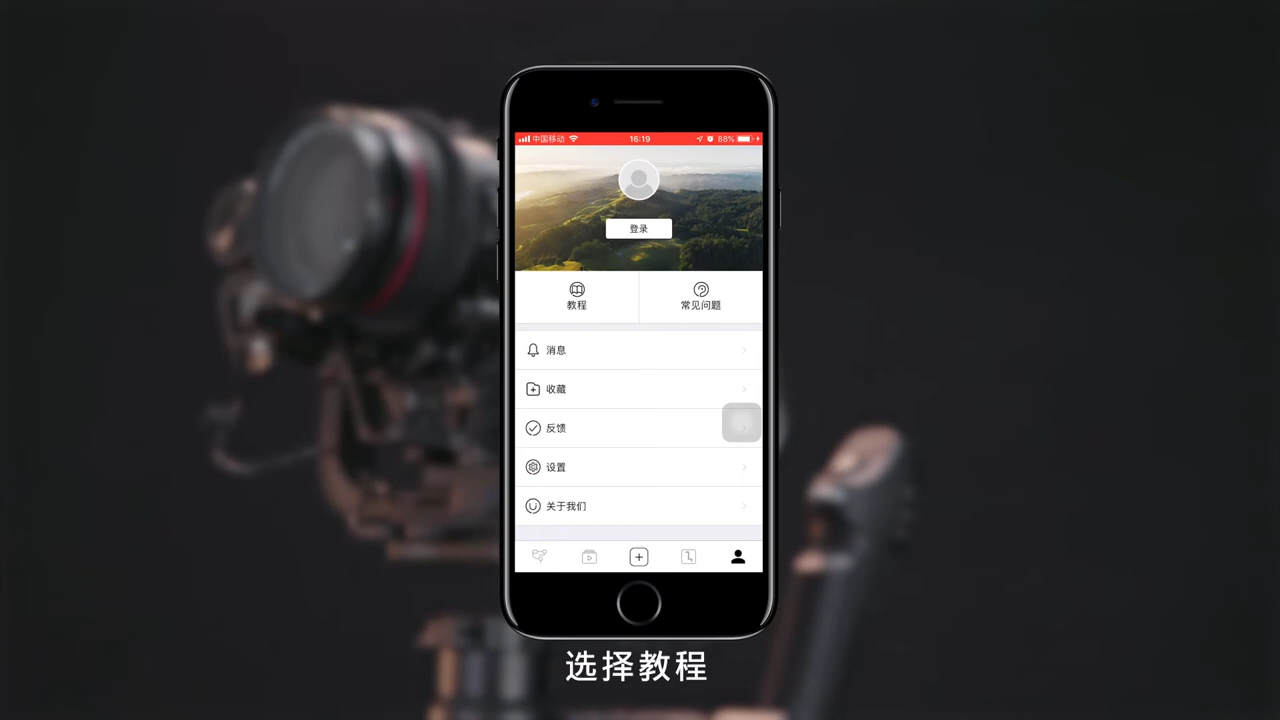 中国移动 16:19 88%
登录
教程 常见问题
消息
收藏
反馈
设置
关于我们
选择教程